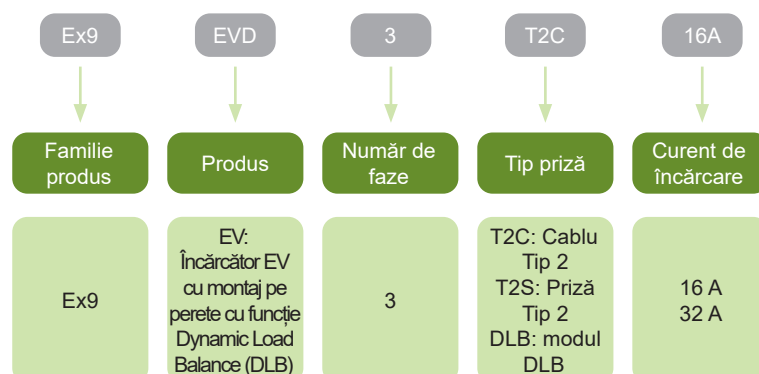 Ex9 EVD 3 T2C 16A
Familie produs
Produs
Număr de faze
Tip priză
Curent de încărcare
Ex9
EV:
Încărcător EV
cu montaj pe
perete cu funcție
Dynamic Load
Balance (DLB)
3
T2C: Cablu
Tip 2
T2S: Priză
Tip 2
DLB: modul
DLB
16 A
32 A